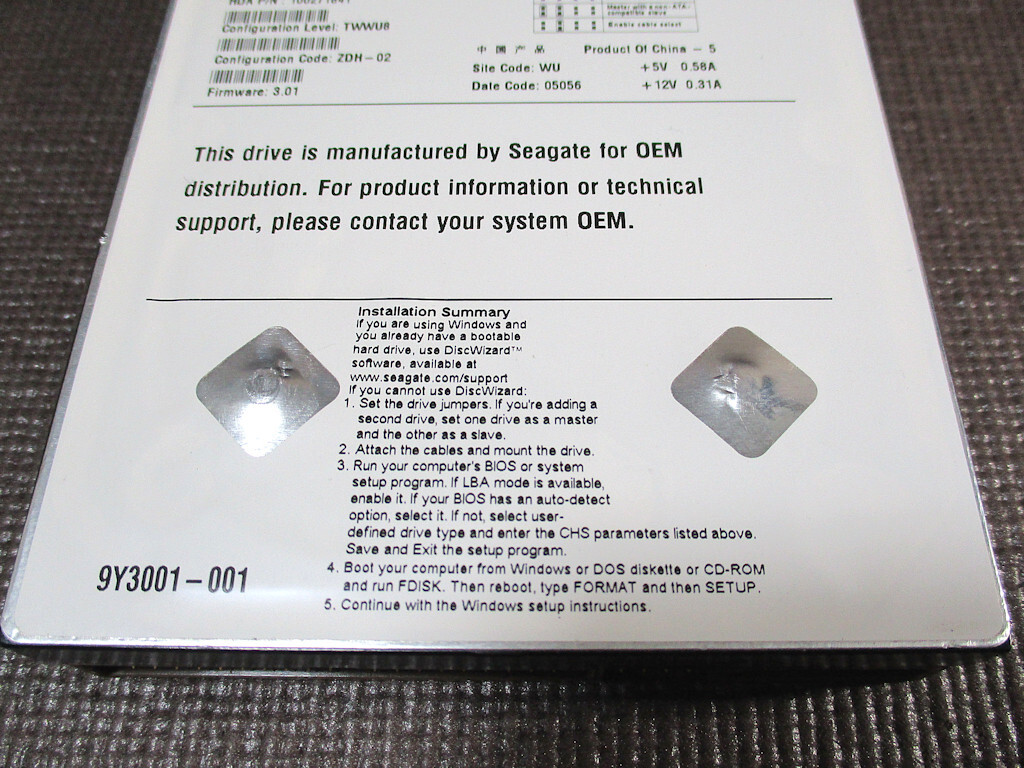 Master with a non-ATA-
compatible slave
Enable cable select
Configuration Level: TWWU8
Configuration Code: ZDH-02
Firmware: 3.01
中国产品 Product Of China - 5
Site Code: WU +5V 0.58A
Date Code: 05056 +12V 0.31A
This drive is manufactured by Seagate for OEM
distribution. For product information or technical
support, please contact your system OEM.
Installation Summary
If you are using Windows and
you already have a bootable
hard drive, use DiscWizard™
software, available at
www.seagate.com/support
If you cannot use DiscWizard:
1. Set the drive jumpers. If you're adding a
second drive, set one drive as a master
and the other as a slave.
2. Attach the cables and mount the drive.
3. Run your computer's BIOS or system
setup program. If LBA mode is available,
enable it. If your BIOS has an auto-detect
option, select it. If not, select user-
defined drive type and enter the CHS parameters listed above.
Save and Exit the setup program.
4. Boot your computer from Windows or DOS diskette or CD-ROM
and run FDISK. Then reboot, type FORMAT and then SETUP.
5. Continue with the Windows setup instructions.
9Y3001-001